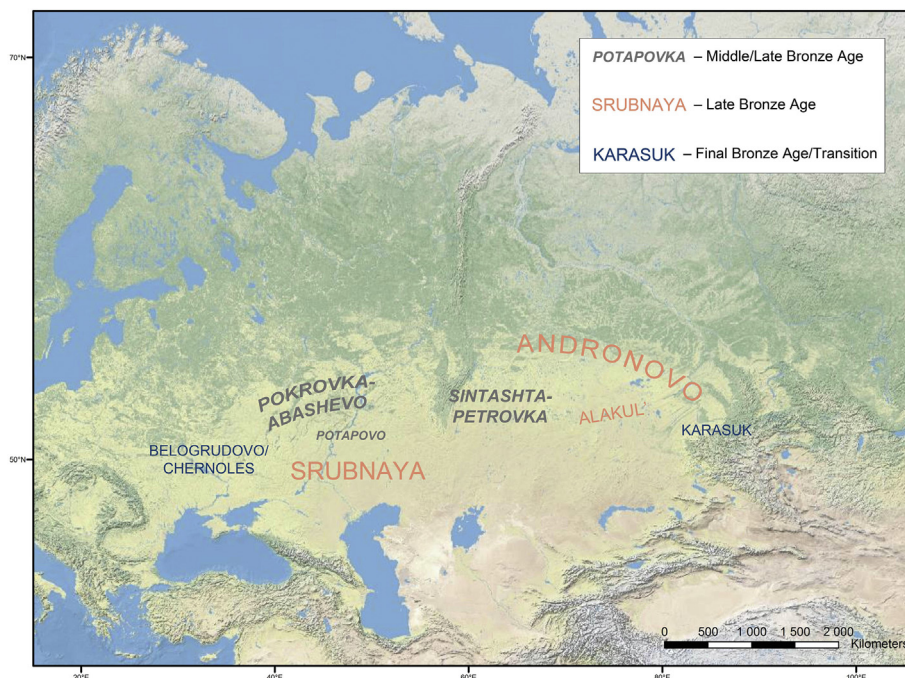 70°N
POTAPOVKA – Middle/Late Bronze Age
SRUBNAYA – Late Bronze Age
KARASUK – Final Bronze Age/Transition
ANDRONOVO
POKROVKA-
ABASHEVO
SINTASHTA-
PETROVKA
ALAKUL'
POTAPOVO
KARASUK
BELOGRUDOVO/
CHERNOLES
50°N
SRUBNAYA
0 500 1 000 1 500 2 000
Kilometers
20°E 40°E 60°E 80°E 100°E